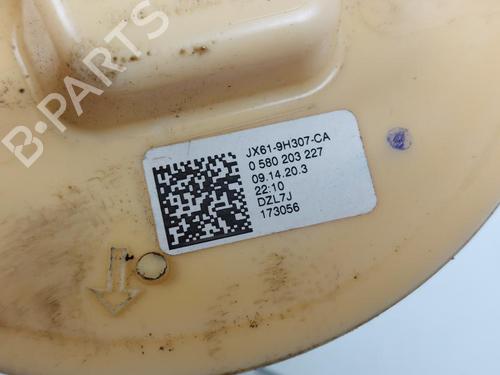 B-PARTS
JX61-9H307-CA
0 580 203 227
09.14.20.3
22:10
DZL7J
173056